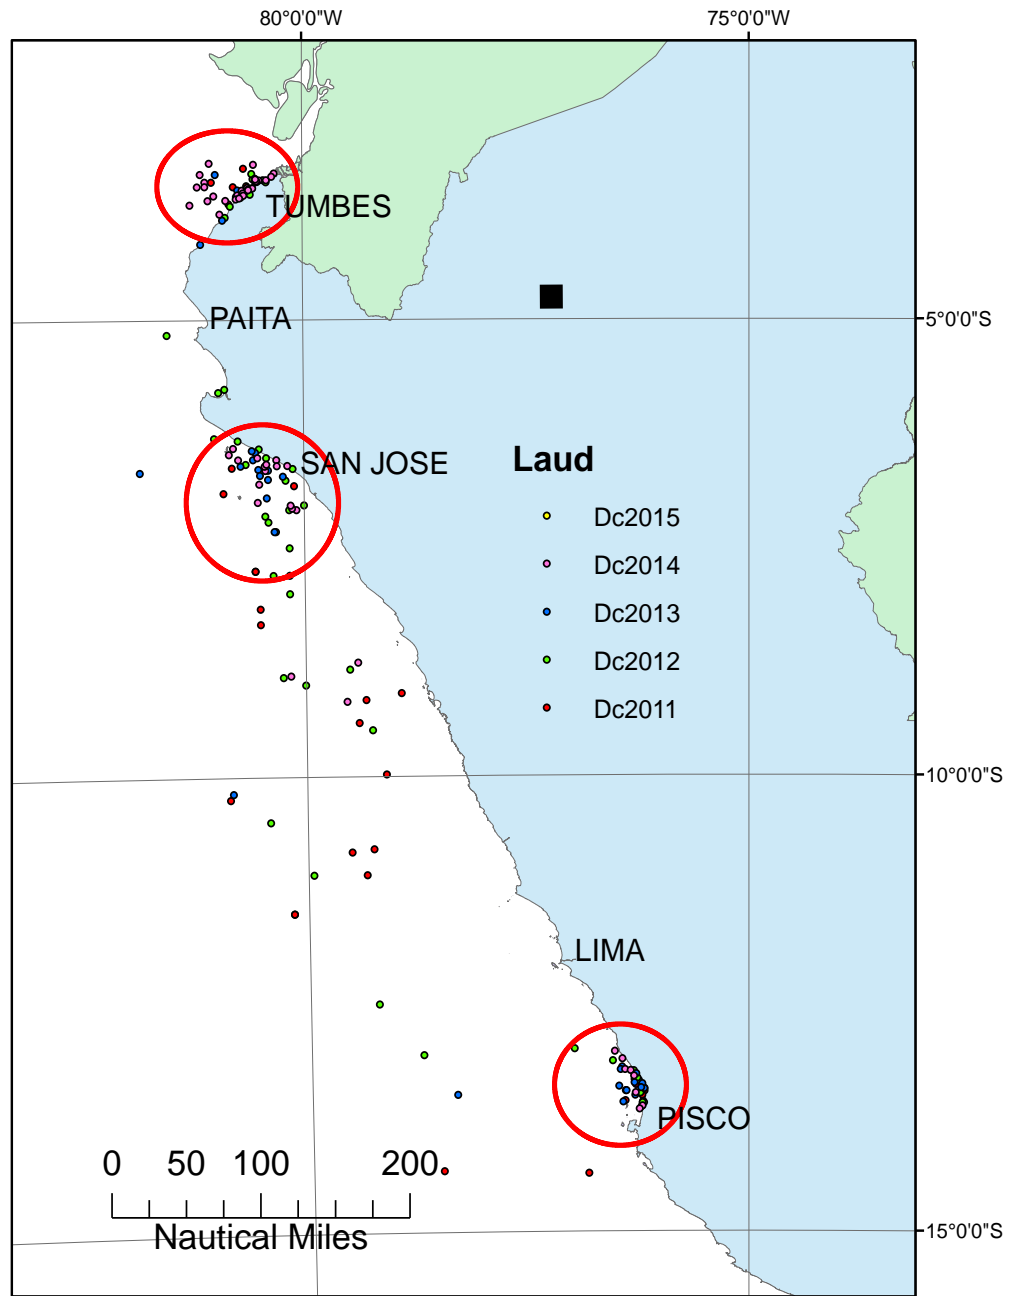 80°0'0"W
75°0'0"W
TUMBES
PAITA
5°0'0"S
SAN JOSE
Laud
Dc2015
Dc2014
Dc2013
Dc2012
Dc2011
10°0'0"S
LIMA
PISCO
0 50 100 200
Nautical Miles
15°0'0"S